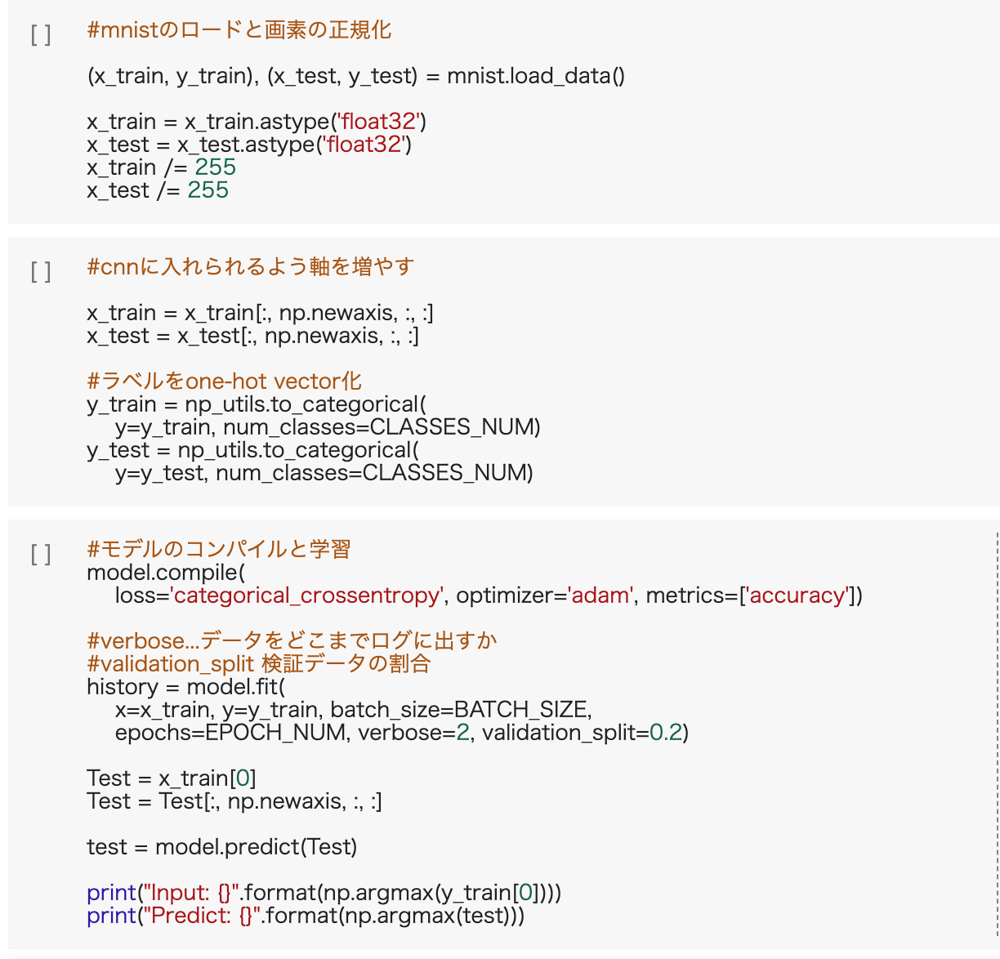 [ ]
#mnistのロードと画素の正規化
(x_train, y_train), (x_test, y_test) = mnist.load_data()
x_train = x_train.astype('float32')
x_test = x_test.astype('float32')
x_train /= 255
x_test /= 255
[ ]
#cnnに入れられるよう軸を増やす
x_train = x_train[:, np.newaxis, :, :]
x_test = x_test[:, np.newaxis, :, :]
#ラベルをone-hot vector化
y_train = np_utils.to_categorical(
    y=y_train, num_classes=CLASSES_NUM)
y_test = np_utils.to_categorical(
    y=y_test, num_classes=CLASSES_NUM)
[ ]
#モデルのコンパイルと学習
model.compile(
    loss='categorical_crossentropy', optimizer='adam', metrics=['accuracy'])
#verbose...データをどこまでログに出すか
#validation_split 検証データの割合
history = model.fit(
    x=x_train, y=y_train, batch_size=BATCH_SIZE,
    epochs=EPOCH_NUM, verbose=2, validation_split=0.2)
Test = x_train[0]
Test = Test[:, np.newaxis, :, :]
test = model.predict(Test)
print("Input: {}".format(np.argmax(y_train[0])))
print("Predict: {}".format(np.argmax(test)))